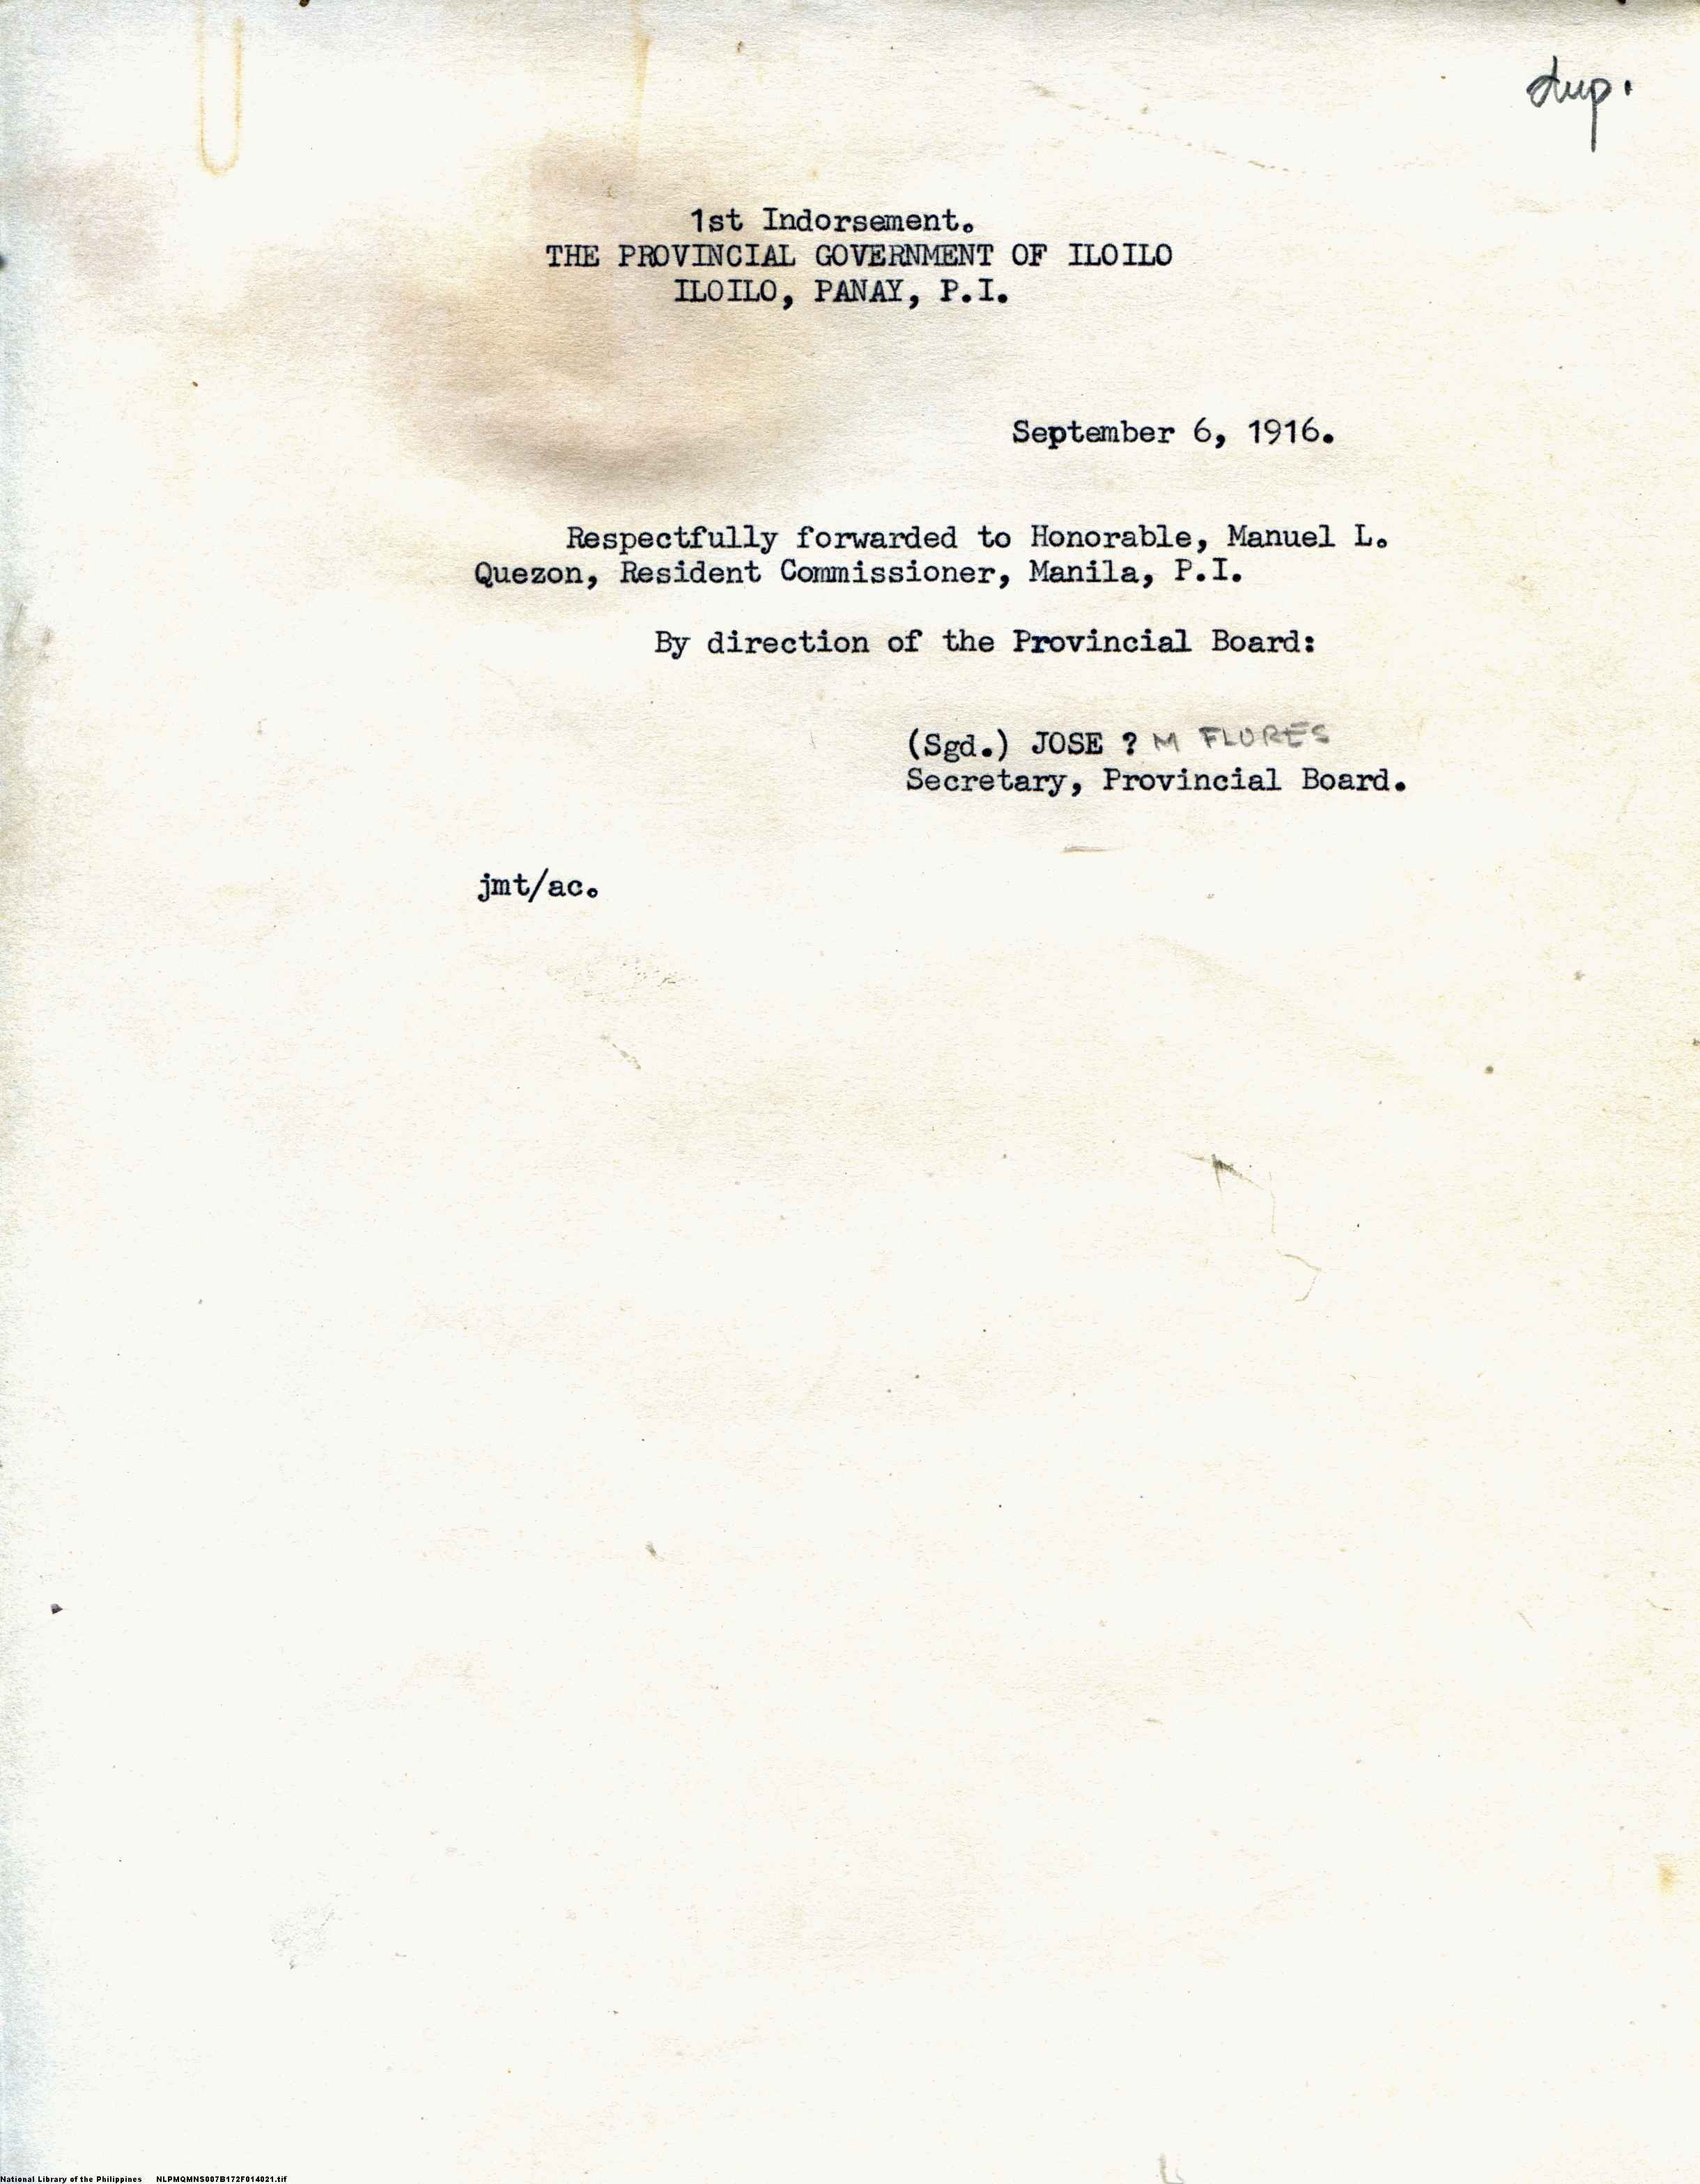 dup.
1st Indorsement.
THE PROVINCIAL GOVERNMENT OF ILOILO
ILOILO, PANAY, P.I.
September 6, 1916.
Respectfully forwarded to Honorable, Manuel L.
Quezon, Resident Commissioner, Manila, P.I.
By direction of the Provincial Board:
(Sgd.) JOSE ? M FLORES
Secretary, Provincial Board.
jmt/ac.
National Library of the Philippines NLPMQMNS007B172F014021.tif